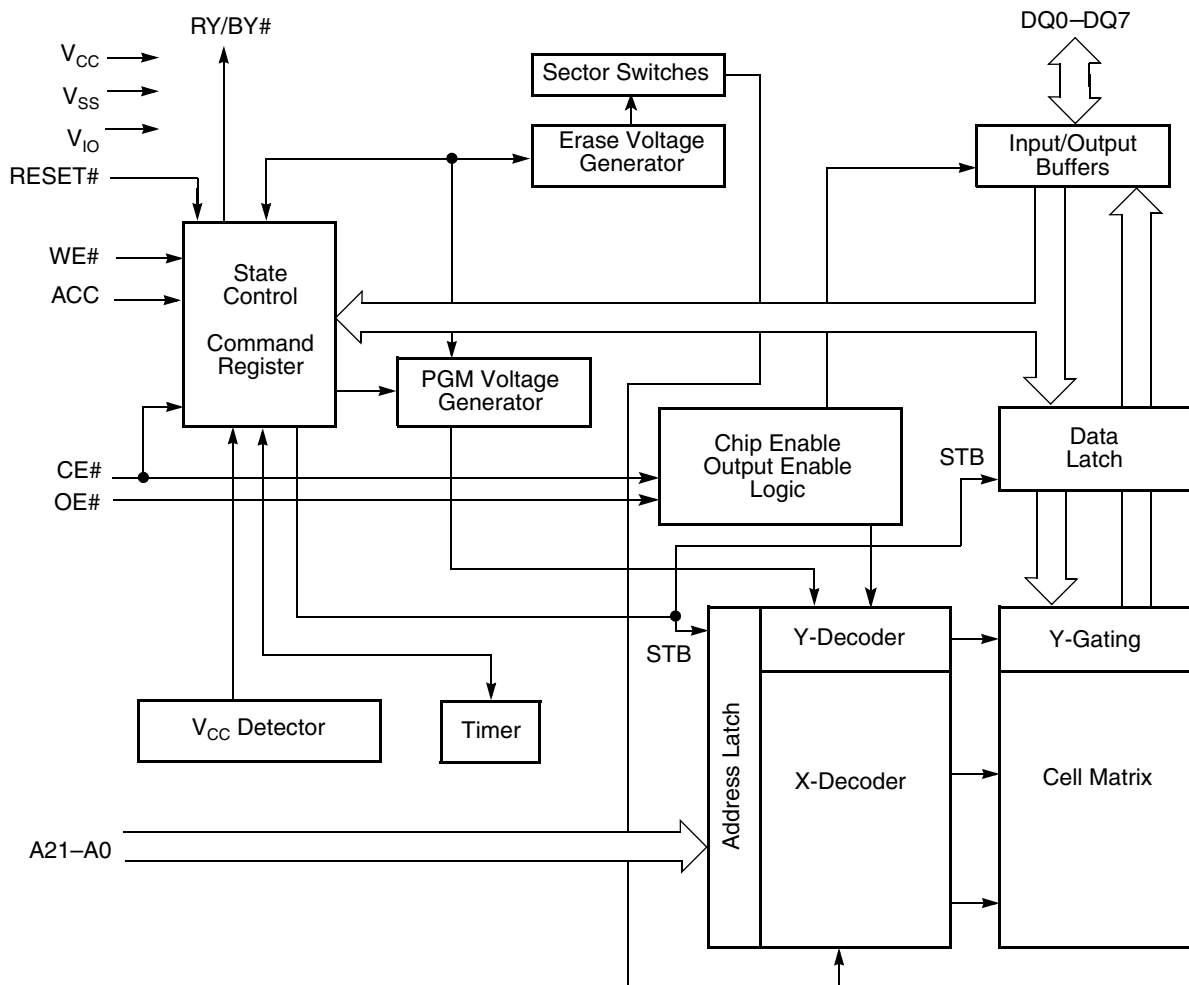 RY/BY#
DQ0–DQ7
VCC
VSS
VIO
RESET#
WE#
ACC
CE#
OE#
Sector Switches
Erase Voltage
Generator
Input/Output
Buffers
State
Control
Command
Register
PGM Voltage
Generator
Chip Enable
Output Enable
Logic
STB
Data
Latch
STB
Y-Decoder
Y-Gating
VCC Detector
Timer
Address Latch
X-Decoder
Cell Matrix
A21–A0